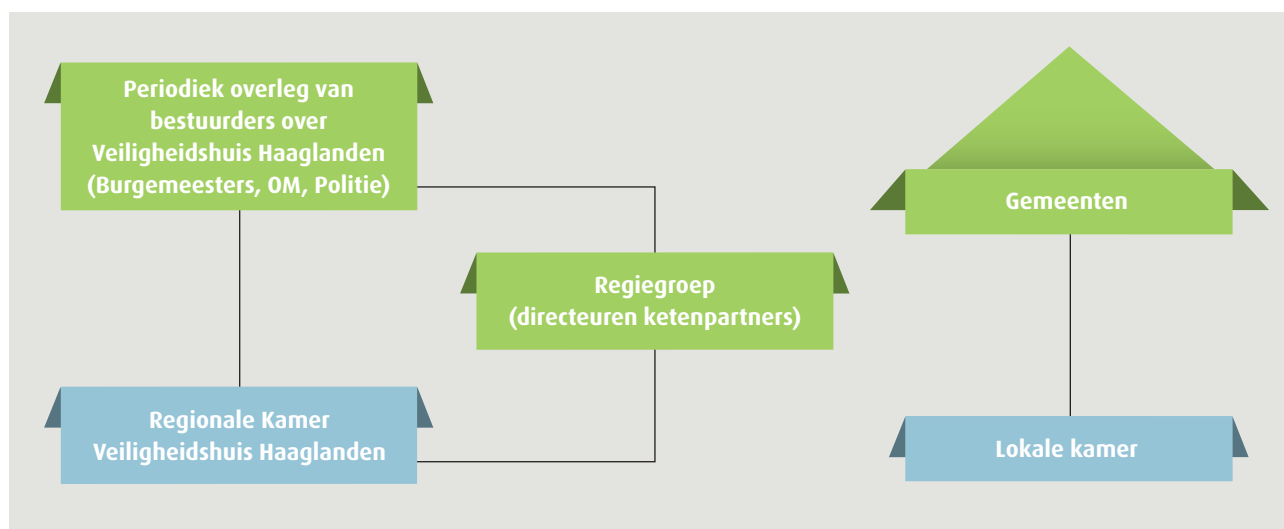 Periodiek overleg van
bestuurders over
Veiligheidshuis Haaglanden
(Burgemeesters, OM, Politie)
Gemeenten
Regiegroep
(directeuren ketenpartners)
Regionale Kamer
Veiligheidshuis Haaglanden
Lokale kamer